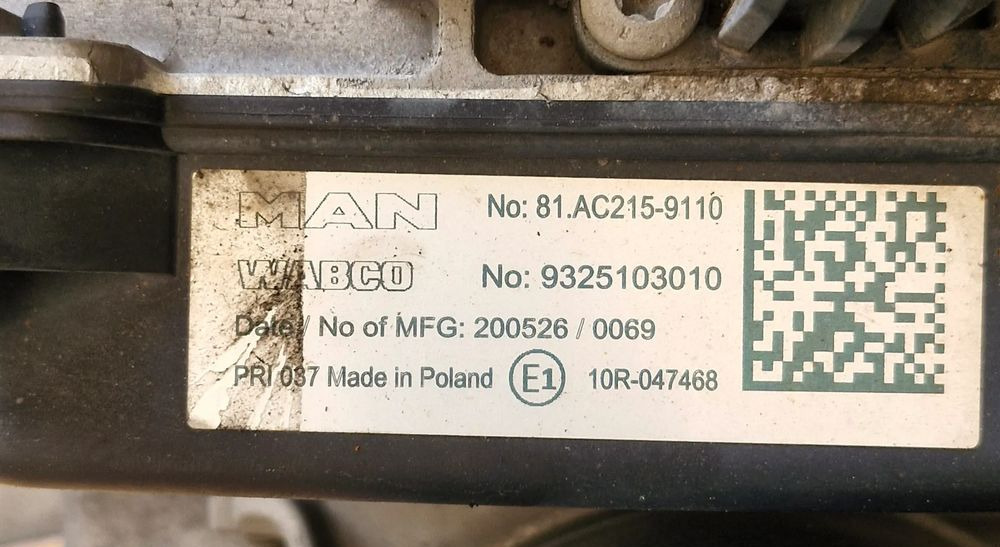 MAN No: 81.AC215-9110
WABCO No: 9325103010
Date / No of MFG: 200526 / 0069
PRI 037 Made in Poland E1 10R-047468